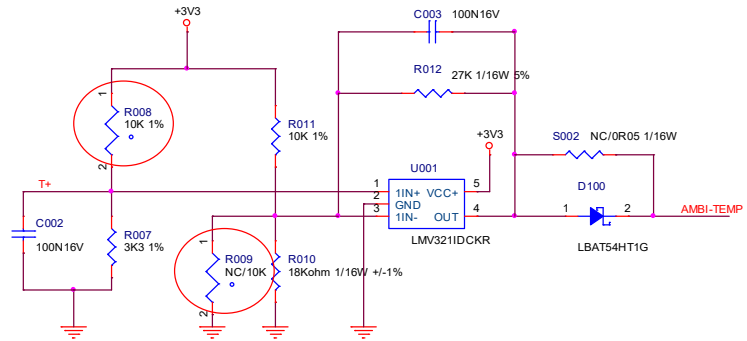 +3V3
C003 100N16V
R012 27K 1/16W 5%
1
R008
10K 1%
2
R011
10K 1%
+3V3
S002 NC/0R05 1/16W
T+
U001
1 1IN+ VCC+ 5
2 GND
3 1IN- OUT 4
LMV321IDCKR
D100
1 2 AMBI-TEMP
LBAT54HT1G
C002
100N16V
R007
3K3 1%
1
R009
NC/10K
2
R010
18Kohm 1/16W +/-1%